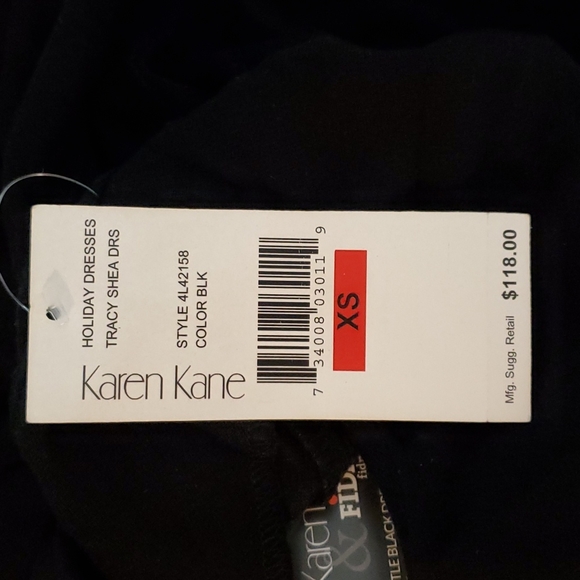 HOLIDAY DRESSES
TRACY SHEA DRS
STYLE 4L42158
COLOR BLK
Karen Kane
7 34008 03011 9
XS
Mfg. Sugg. Retail $118.00
Karen
&